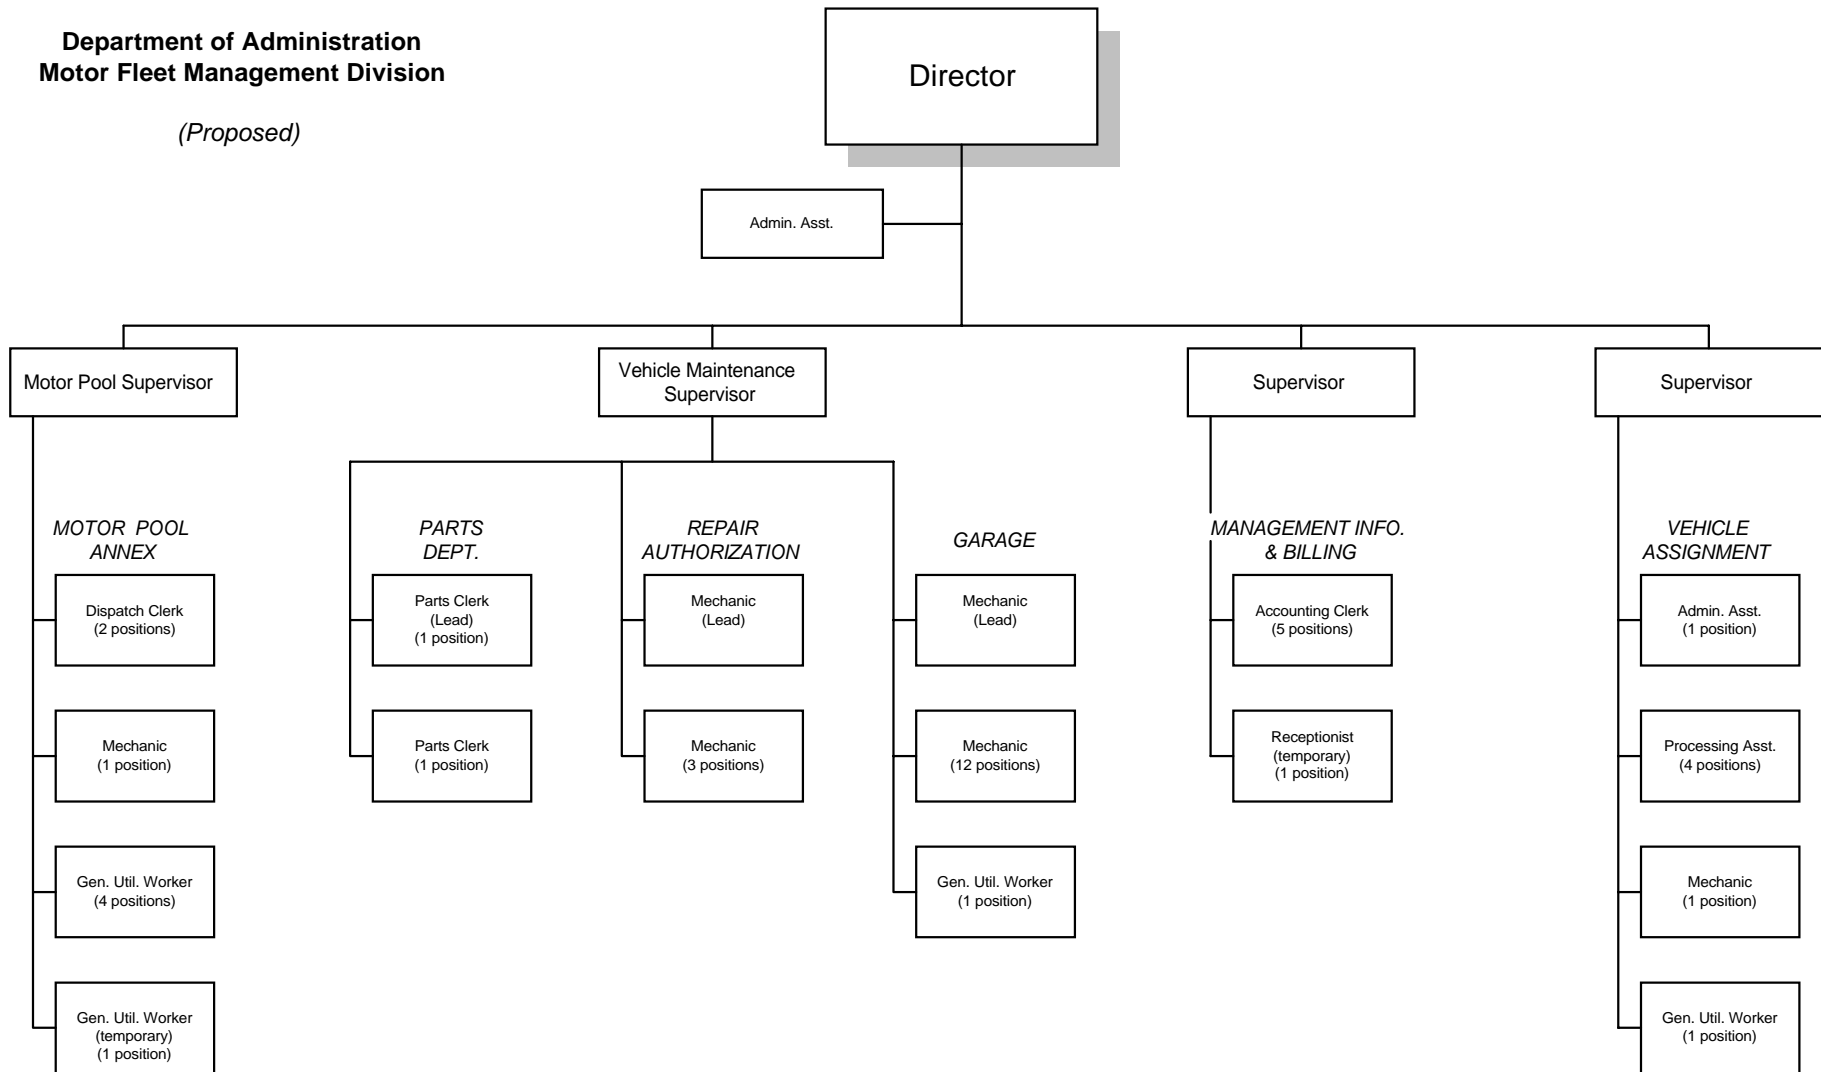 Department of Administration
Motor Fleet Management Division
(Proposed)
Director
Admin. Asst.
Motor Pool Supervisor
Vehicle Maintenance
Supervisor
Supervisor
Supervisor
MOTOR POOL
ANNEX
Dispatch Clerk
(2 positions)
Mechanic
(1 position)
Gen. Util. Worker
(4 positions)
Gen. Util. Worker
(temporary)
(1 position)
PARTS
DEPT.
Parts Clerk
(Lead)
(1 position)
Parts Clerk
(1 position)
REPAIR
AUTHORIZATION
Mechanic
(Lead)
Mechanic
(3 positions)
GARAGE
Mechanic
(Lead)
Mechanic
(12 positions)
Gen. Util. Worker
(1 position)
MANAGEMENT INFO.
& BILLING
Accounting Clerk
(5 positions)
Receptionist
(temporary)
(1 position)
VEHICLE
ASSIGNMENT
Admin. Asst.
(1 position)
Processing Asst.
(4 positions)
Mechanic
(1 position)
Gen. Util. Worker
(1 position)